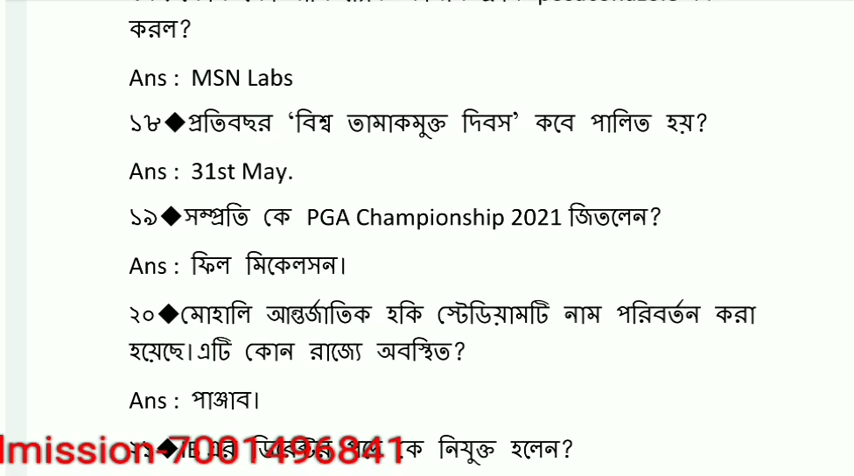 করল?
Ans : MSN Labs
১৮◆প্রতিবছর ‘বিশ্ব তামাকমুক্ত দিবস’ কবে পালিত হয়?
Ans : 31st May.
১৯◆সম্প্রতি কে PGA Championship 2021 জিতলেন?
Ans : ফিল মিকেলসন।
২০◆মোহালি আন্তর্জাতিক হকি স্টেডিয়ামটি নাম পরিবর্তন করা
হয়েছে।এটি কোন রাজ্যে অবস্থিত?
Ans : পাঞ্জাব।
নিযুক্ত হলেন?
dmission-7001496841